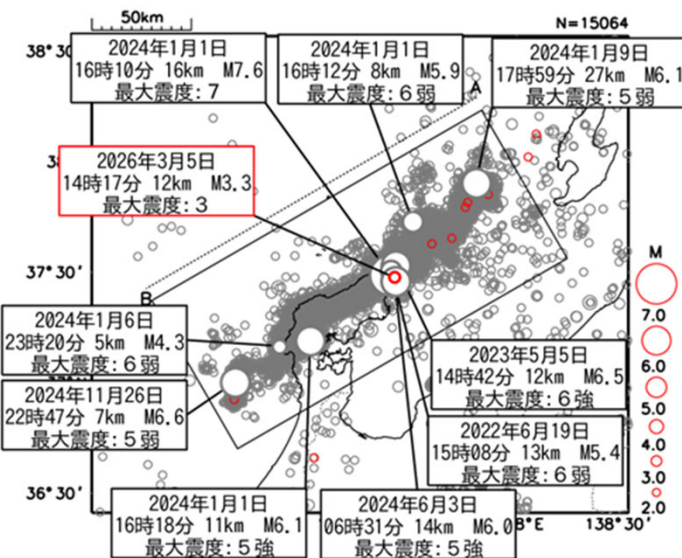 50km
N=15064
38°30'
2024年1月1日
16時10分 16km M7.6
最大震度:7
2024年1月1日
16時12分 8km M5.9
最大震度:6弱
2024年1月9日
17時59分 27km M6.1
最大震度:5弱
A
38
2026年3月5日
14時17分 12km M3.3
最大震度:3
37°30'
B
M
7.0
6.0
5.0
4.0
3.0
2.0
2024年1月6日
23時20分 5km M4.3
最大震度:6弱
2023年5月5日
14時42分 12km M6.5
最大震度:6強
2024年11月26日
22時47分 7km M6.6
最大震度:5弱
2022年6月19日
15時08分 13km M5.4
最大震度:6弱
36°30'
2024年1月1日
16時18分 11km M6.1
最大震度:5強
2024年6月3日
06時31分 14km M6.0
最大震度:5強
8°E
138°30'